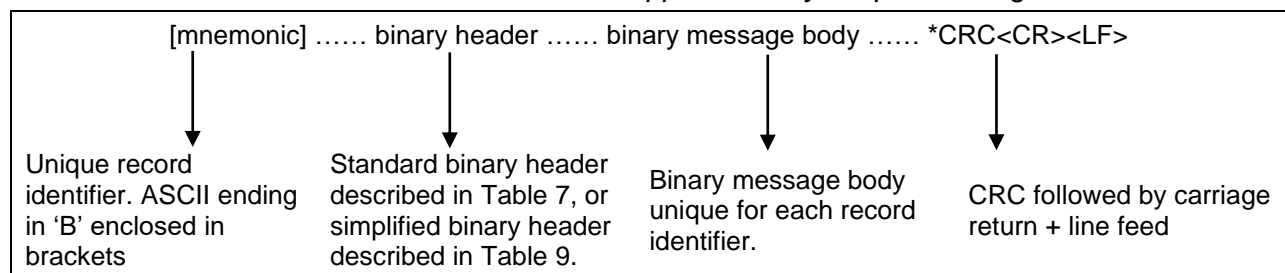 [mnemonic] …… binary header …… binary message body …… *CRC<CR><LF>
Unique record
identifier. ASCII ending
in ‘B’ enclosed in
brackets
Standard binary header
described in Table 7, or
simplified binary header
described in Table 9.
Binary message body
unique for each record
identifier.
CRC followed by carriage
return + line feed